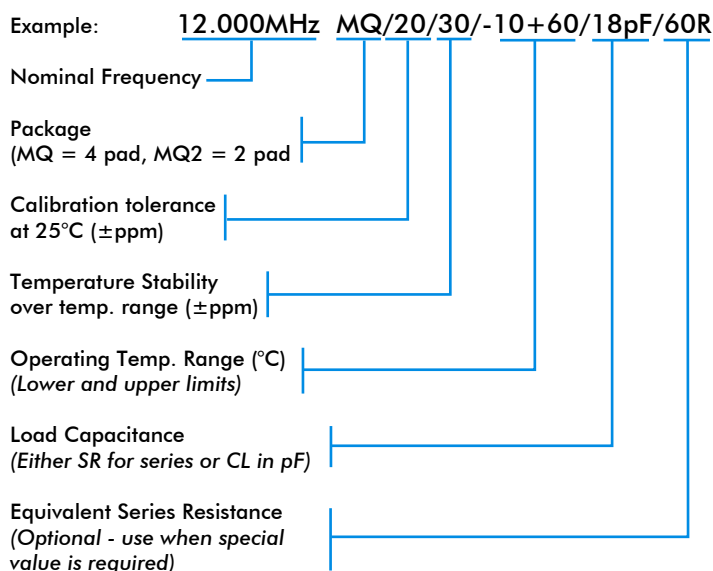 Example: 12.000MHz MQ/20/30/-10+60/18pF/60R
Nominal Frequency
Package
(MQ = 4 pad, MQ2 = 2 pad
Calibration tolerance
at 25°C (±ppm)
Temperature Stability
over temp. range (±ppm)
Operating Temp. Range (°C)
(Lower and upper limits)
Load Capacitance
(Either SR for series or CL in pF)
Equivalent Series Resistance
(Optional - use when special
value is required)